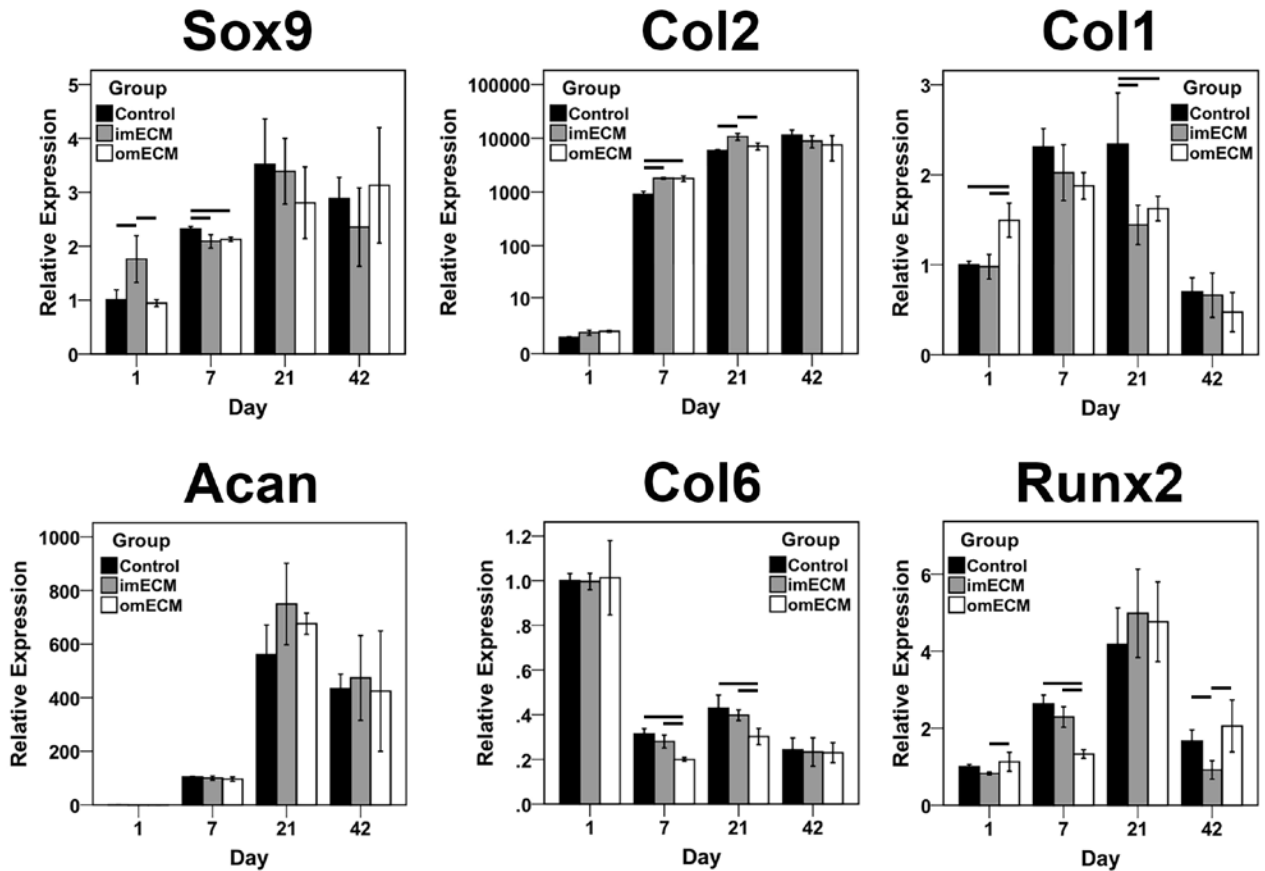 Sox9
Relative Expression
5
4
3
2
1
0
Group
Control
imECM
omECM
1 7 21 42
Day
Col2
Relative Expression
100000
10000
1000
100
10
0
Group
Control
imECM
omECM
1 7 21 42
Day
Col1
Relative Expression
3
2
1
0
Group
Control
imECM
omECM
1 7 21 42
Day
Acan
Relative Expression
1000
800
600
400
200
0
Group
Control
imECM
omECM
1 7 21 42
Day
Col6
Relative Expression
1.2
1.0
.8
.6
.4
.2
.0
Group
Control
imECM
omECM
1 7 21 42
Day
Runx2
Relative Expression
6
4
2
0
Group
Control
imECM
omECM
1 7 21 42
Day